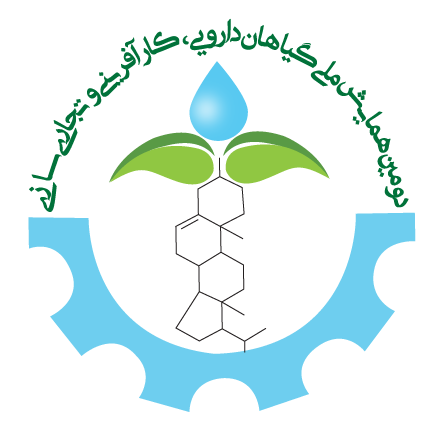 دومین همایش ملی گیاهان دارویی، کارآفرینی و تجاری سازی